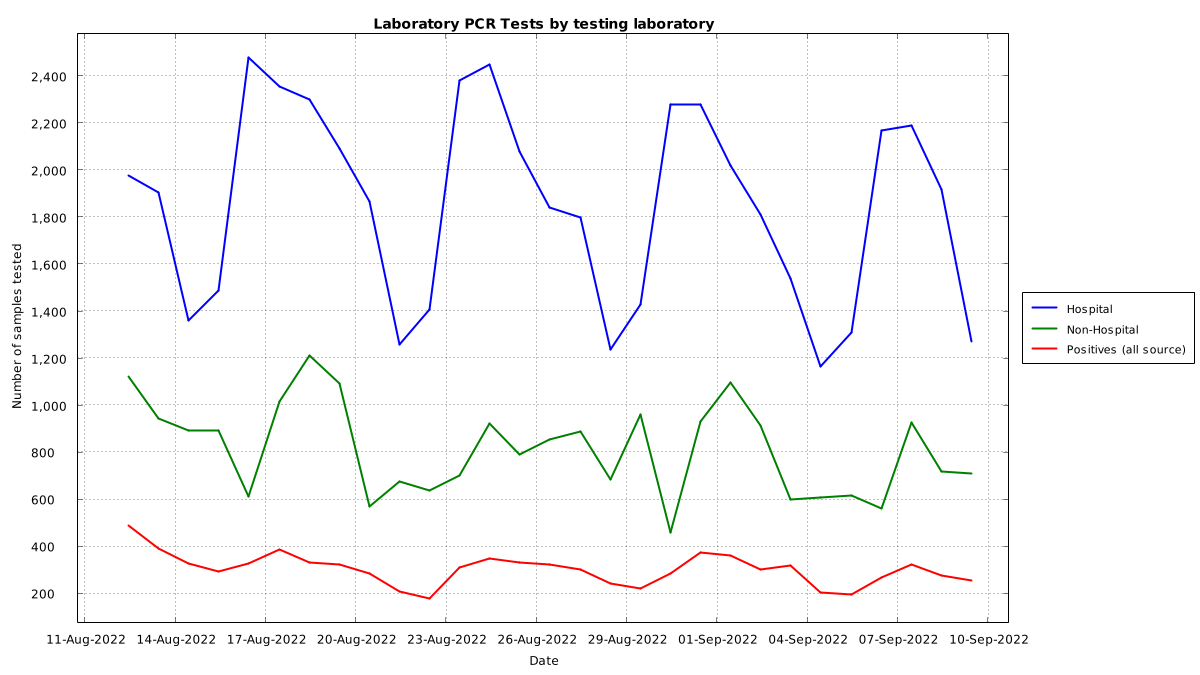 Laboratory PCR Tests by testing laboratory
Number of samples tested
2,400
2,200
2,000
1,800
1,600
1,400
1,200
1,000
800
600
400
200
11-Aug-2022 14-Aug-2022 17-Aug-2022 20-Aug-2022 23-Aug-2022 26-Aug-2022 29-Aug-2022 01-Sep-2022 04-Sep-2022 07-Sep-2022 10-Sep-2022
Date
Hospital
Non-Hospital
Positives (all source)